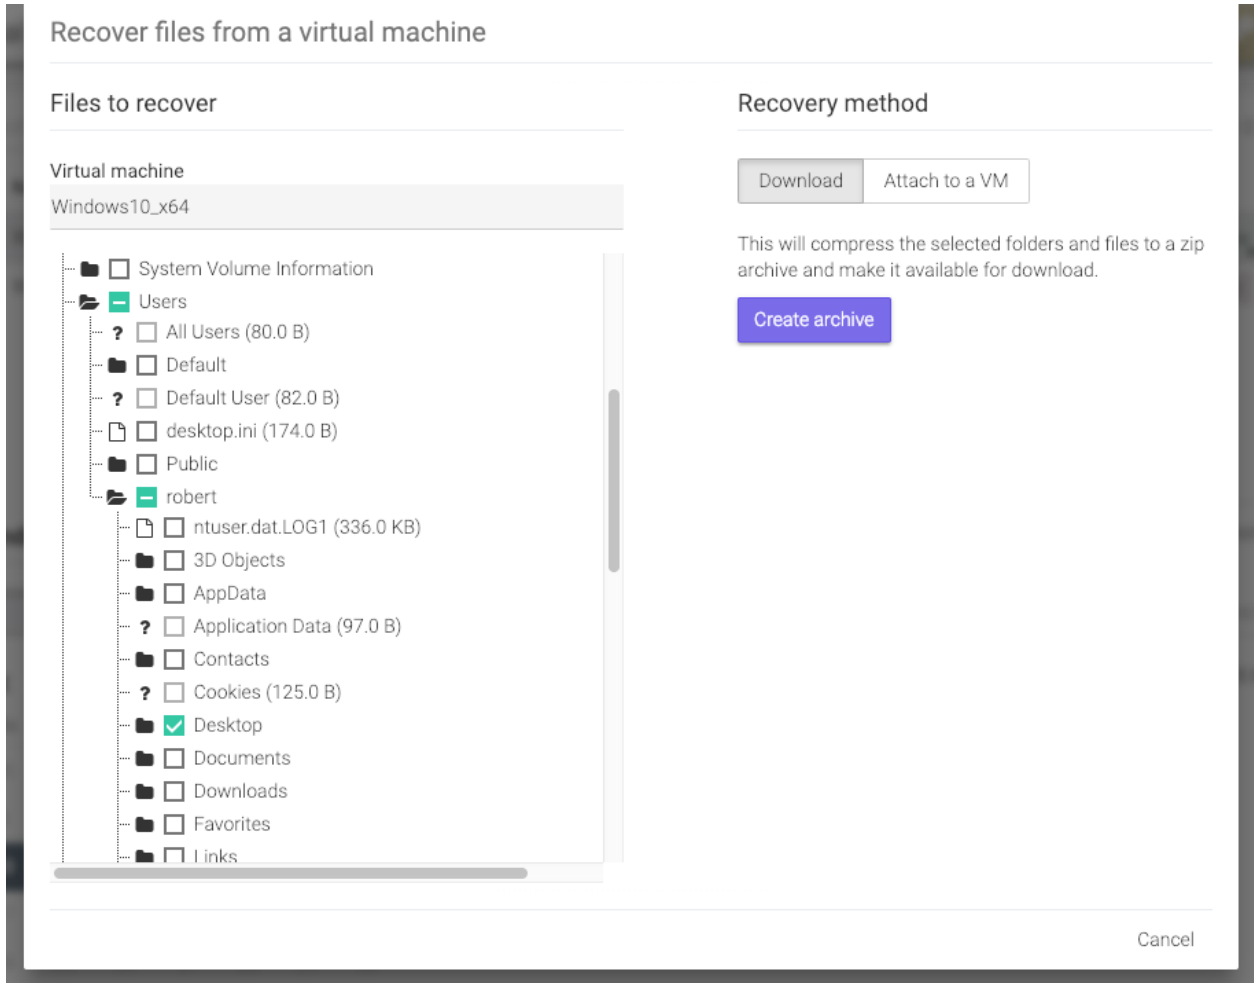 Recover files from a virtual machine
Files to recover
Virtual machine
Windows10_x64
System Volume Information
Users
? All Users (80.0 B)
Default
? Default User (82.0 B)
desktop.ini (174.0 B)
Public
robert
ntuser.dat.LOG1 (336.0 KB)
3D Objects
AppData
? Application Data (97.0 B)
Contacts
? Cookies (125.0 B)
Desktop
Documents
Downloads
Favorites
Links
Recovery method
Download
Attach to a VM
This will compress the selected folders and files to a zip
archive and make it available for download.
Create archive
Cancel